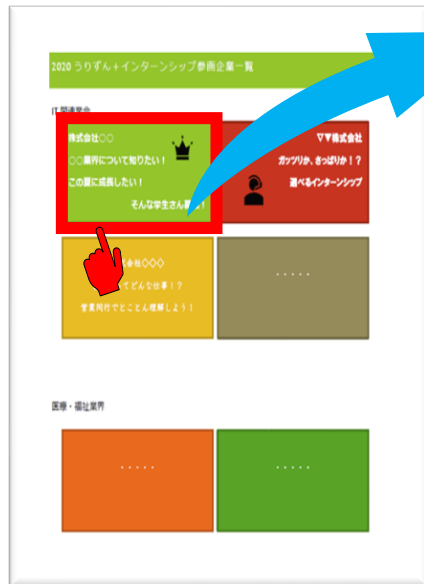 2020 うりずん＋インターンシップ参画企業一覧
IT 関連業
株式会社○○
○○業界について知りたい！
この夏に成長したい！
そんな学生さん
▽▼株式会社
ガッツリか、さっぱりか！？
選べるインターンシップ
会社◇○◇
てどんな仕事！？
営業同行でとことん理解しよう！
・・・・・
医療・福祉業界
・・・・・
・・・・・